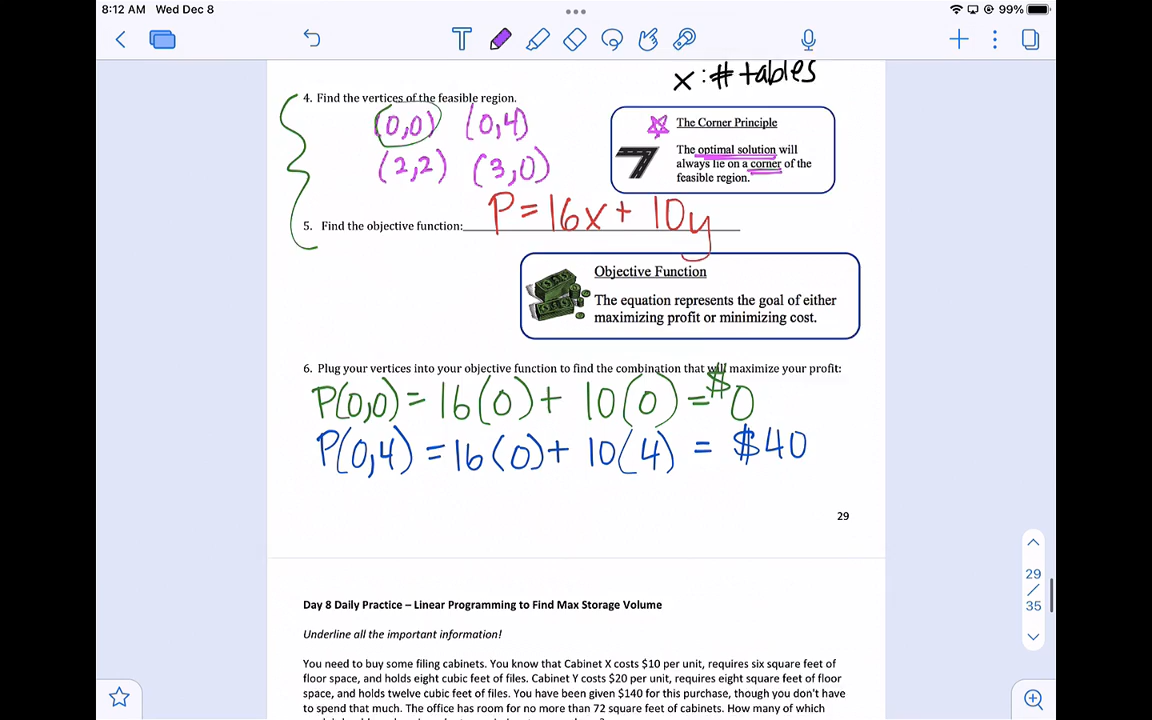 8:12 AM Wed Dec 8
99%
x : # tables
4. Find the vertices of the feasible region.
(0,0) (0,4)
(2,2) (3,0)
The Corner Principle
The optimal solution will
always lie on a corner of the
feasible region.
P = 16x + 10y
5. Find the objective function:
Objective Function
The equation represents the goal of either
maximizing profit or minimizing cost.
6. Plug your vertices into your objective function to find the combination that will maximize your profit:
P(0,0) = 16(0) + 10(0) = $0
P(0,4) = 16(0) + 10(4) = $40
29
29
/
35
Day 8 Daily Practice – Linear Programming to Find Max Storage Volume
Underline all the important information!
You need to buy some filing cabinets. You know that Cabinet X costs $10 per unit, requires six square feet of
floor space, and holds eight cubic feet of files. Cabinet Y costs $20 per unit, requires eight square feet of floor
space, and holds twelve cubic feet of files. You have been given $140 for this purchase, though you don't have
to spend that much. The office has room for no more than 72 square feet of cabinets. How many of which